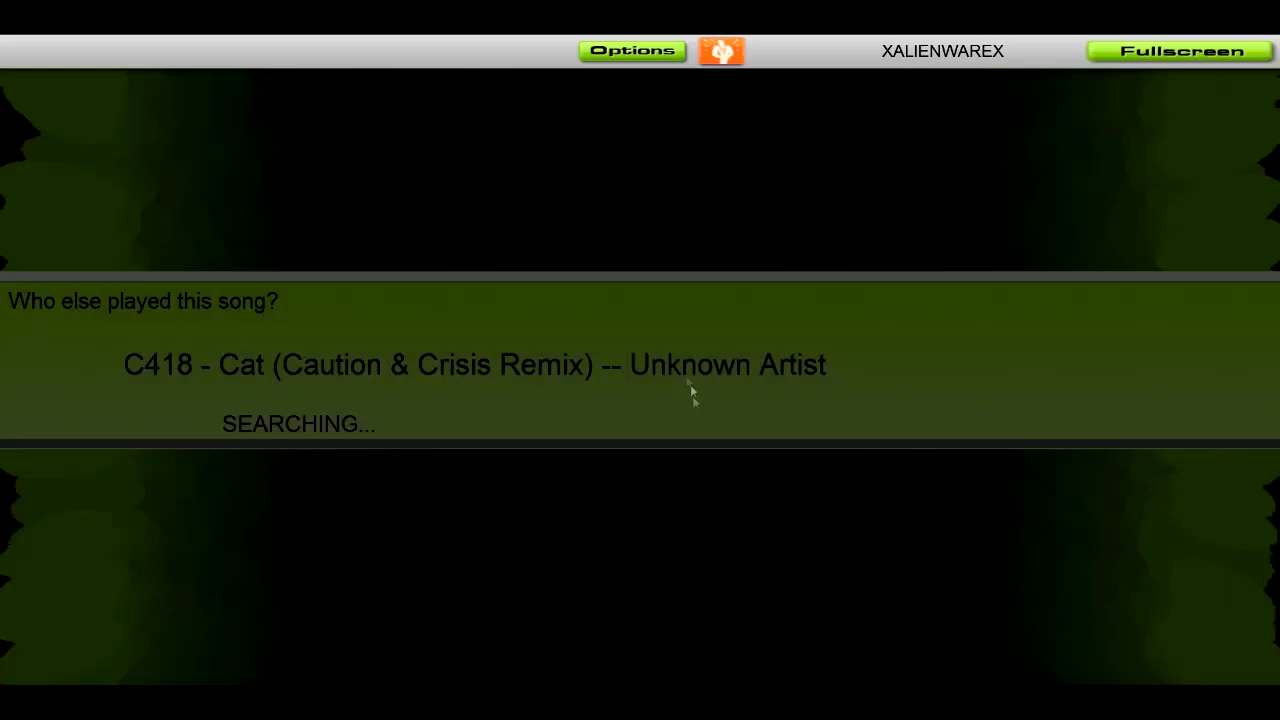 Options
XALIENWAREX
Fullscreen
Who else played this song?
C418 - Cat (Caution & Crisis Remix) -- Unknown Artist
SEARCHING...